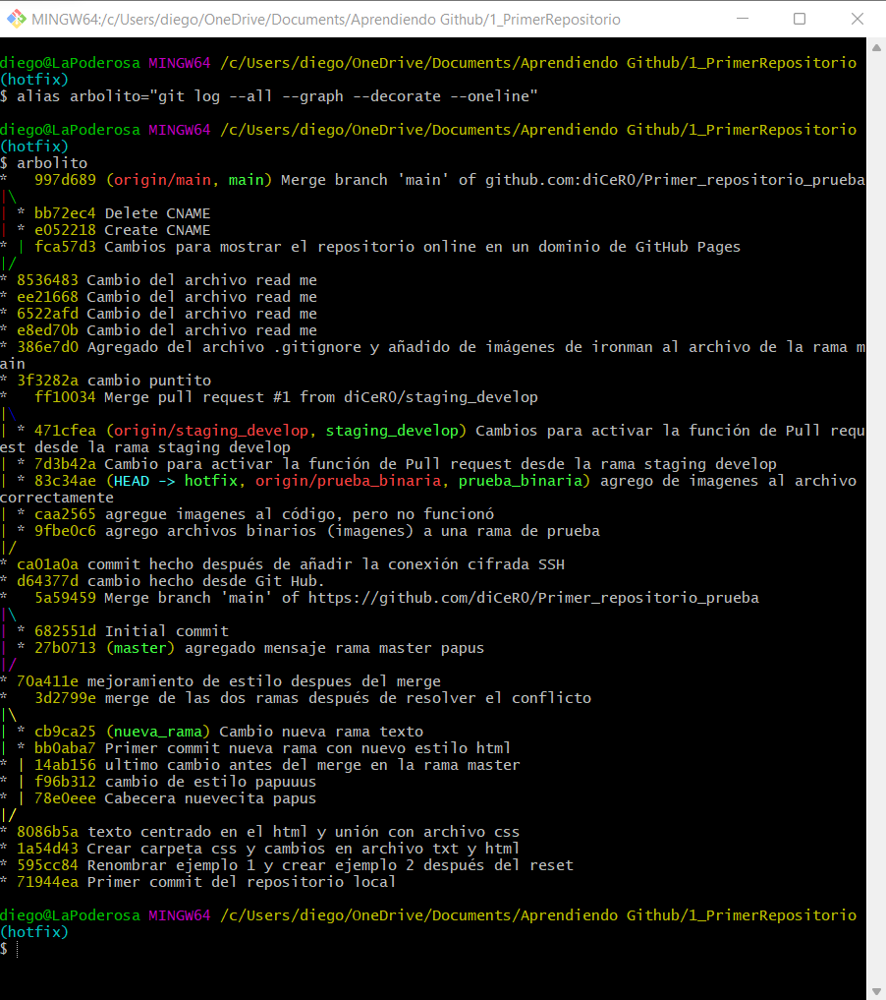 MINGW64:/c/Users/diego/OneDrive/Documents/Aprendiendo Github/1_PrimerRepositorio
diego@LaPoderosa MINGW64 /c/Users/diego/OneDrive/Documents/Aprendiendo Github/1_PrimerRepositorio
(hotfix)
$ alias arbolito="git log --all --graph --decorate --oneline"
diego@LaPoderosa MINGW64 /c/Users/diego/OneDrive/Documents/Aprendiendo Github/1_PrimerRepositorio
(hotfix)
$ arbolito
*   997d689 (origin/main, main) Merge branch 'main' of github.com:diCeR0/Primer_repositorio_prueba
|\
| * bb72ec4 Delete CNAME
| * e052218 Create CNAME
* | fca57d3 Cambios para mostrar el repositorio online en un dominio de GitHub Pages
|/
* 8536483 Cambio del archivo read me
* ee21668 Cambio del archivo read me
* 6522afd Cambio del archivo read me
* e8ed70b Cambio del archivo read me
* 386e7d0 Agregado del archivo .gitignore y añadido de imágenes de ironman al archivo de la rama m
ain
* 3f3282a cambio puntito
*   ff10034 Merge pull request #1 from diCeR0/staging_develop
|\
| * 471cfea (origin/staging_develop, staging_develop) Cambios para activar la función de Pull requ
est desde la rama staging develop
| * 7d3b42a Cambio para activar la función de Pull request desde la rama staging develop
| * 83c34ae (HEAD -> hotfix, origin/prueba_binaria, prueba_binaria) agrego de imagenes al archivo
correctamente
| * caa2565 agregue imagenes al código, pero no funcionó
| * 9fbe0c6 agrego archivos binarios (imagenes) a una rama de prueba
|/
* ca01a0a commit hecho después de añadir la conexión cifrada SSH
* d64377d cambio hecho desde Git Hub.
*   5a59459 Merge branch 'main' of https://github.com/diCeR0/Primer_repositorio_prueba
|\
| * 682551d Initial commit
| * 27b0713 (master) agregado mensaje rama master papus
|/
* 70a411e mejoramiento de estilo despues del merge
*   3d2799e merge de las dos ramas después de resolver el conflicto
|\
| * cb9ca25 (nueva_rama) Cambio nueva rama texto
| * bb0aba7 Primer commit nueva rama con nuevo estilo html
* | 14ab156 ultimo cambio antes del merge en la rama master
* | f96b312 cambio de estilo papuuus
* | 78e0eee Cabecera nuevecita papus
|/
* 8086b5a texto centrado en el html y unión con archivo css
* 1a54d43 Crear carpeta css y cambios en archivo txt y html
* 595cc84 Renombrar ejemplo 1 y crear ejemplo 2 después del reset
* 71944ea Primer commit del repositorio local
diego@LaPoderosa MINGW64 /c/Users/diego/OneDrive/Documents/Aprendiendo Github/1_PrimerRepositorio
(hotfix)
$